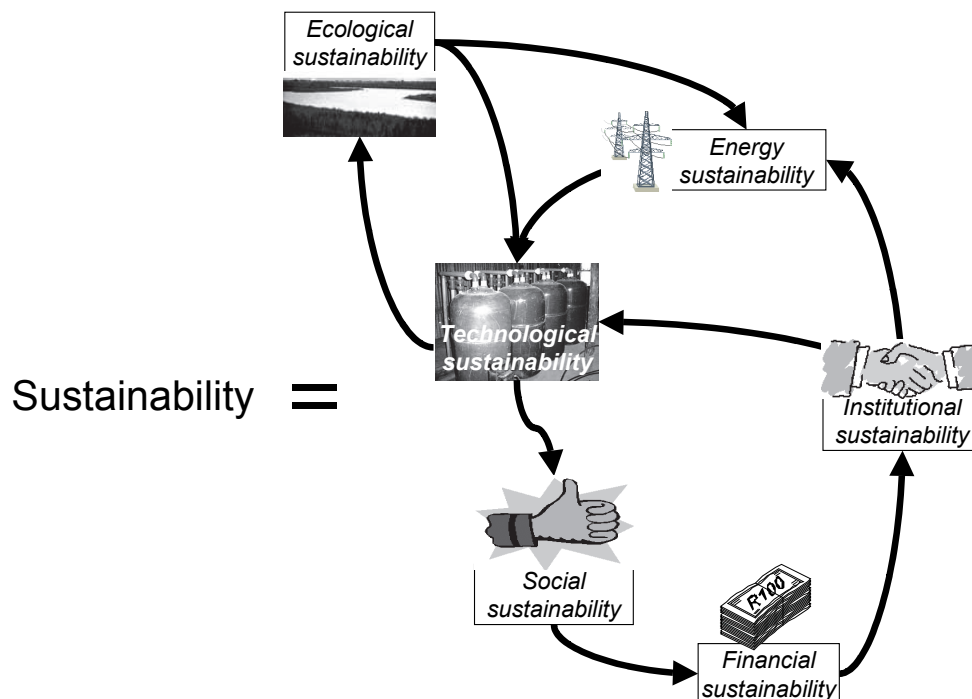 Ecological
sustainability
Energy
sustainability
Technological
sustainability
Sustainability =
Institutional
sustainability
R100
Social
sustainability
Financial
sustainability